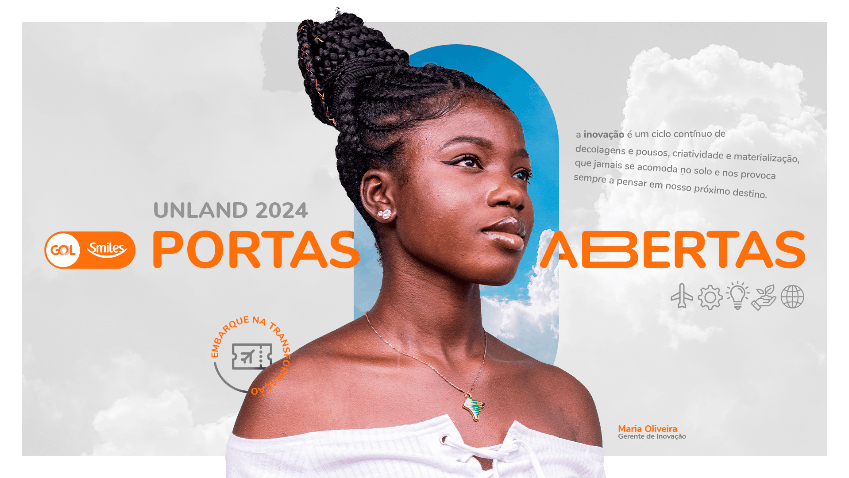 a inovação é um ciclo contínuo de
decolagens e pousos, criatividade e materialização,
que jamais se acomoda no solo e nos provoca
sempre a pensar em nosso próximo destino.
UNLAND 2024
GOL Smiles
PORTAS ABERTAS
EMBARQUE NA TRANSFORMAÇÃO
Maria Oliveira
Gerente de Inovação